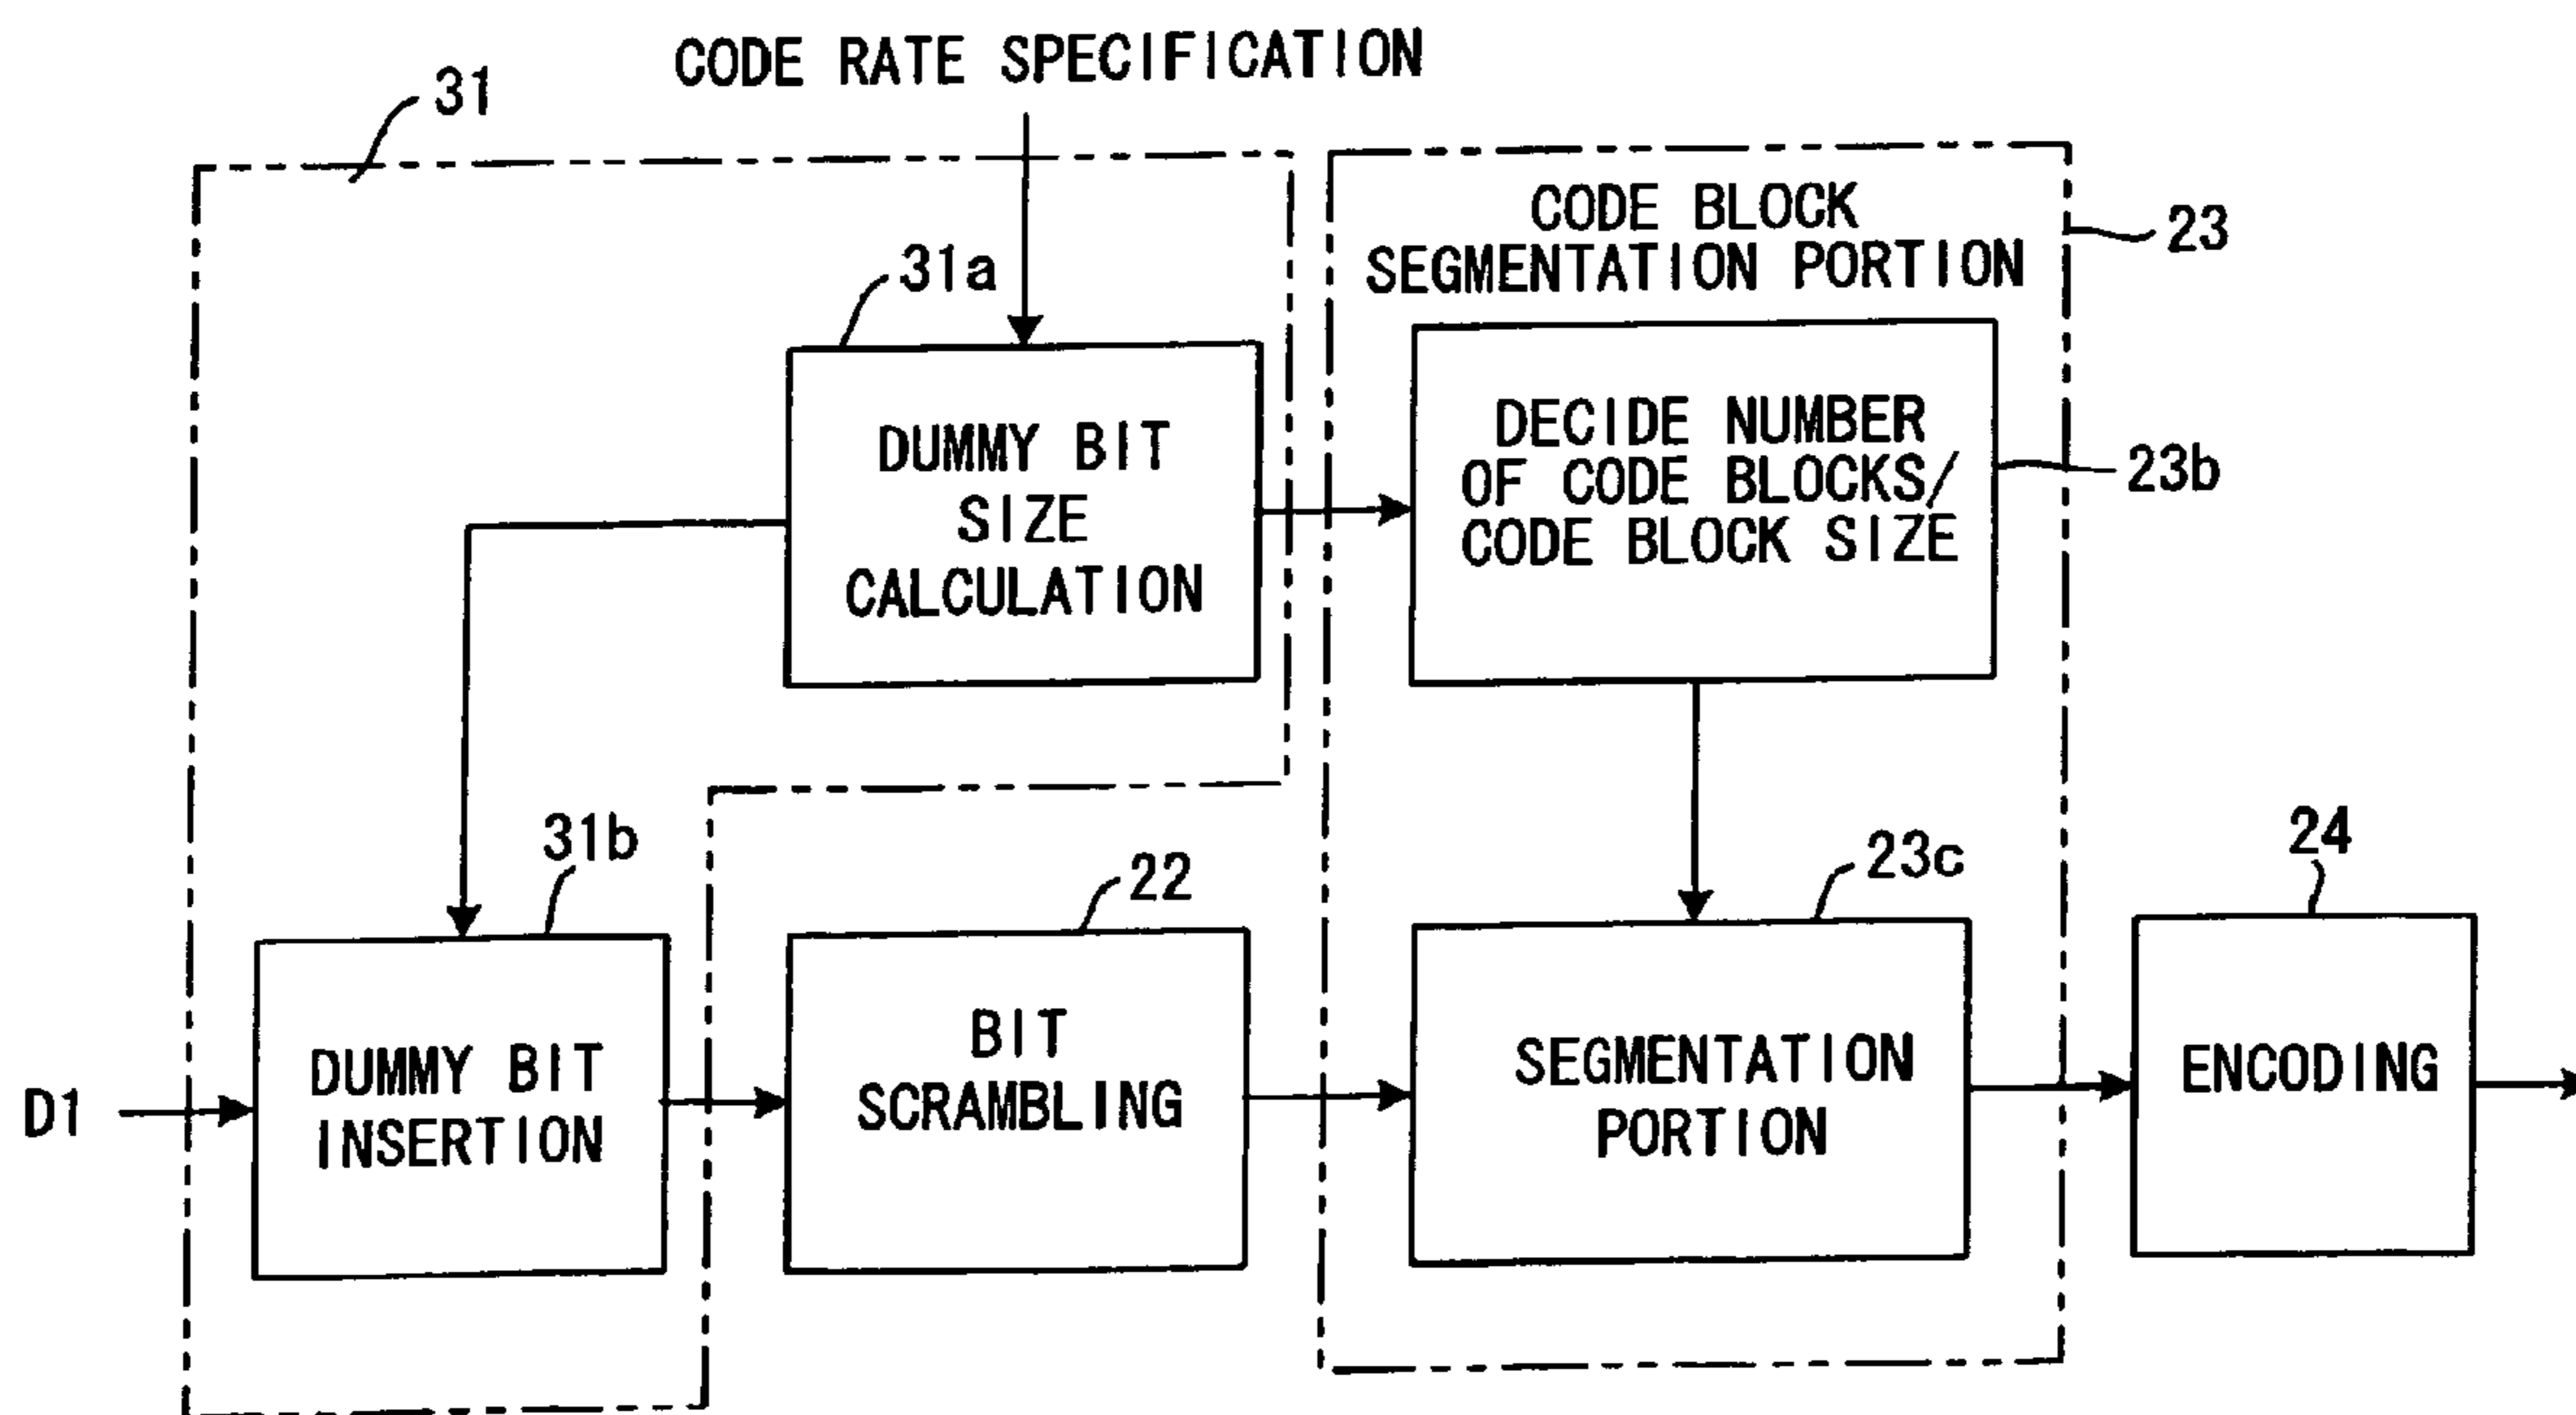 CODE RATE SPECIFICATION
31
CODE BLOCK
SEGMENTATION PORTION
23
31a
DUMMY BIT
SIZE
CALCULATION
DECIDE NUMBER
OF CODE BLOCKS/
CODE BLOCK SIZE
23b
31b
22
23c
24
D1
DUMMY BIT
INSERTION
BIT
SCRAMBLING
SEGMENTATION
PORTION
ENCODING